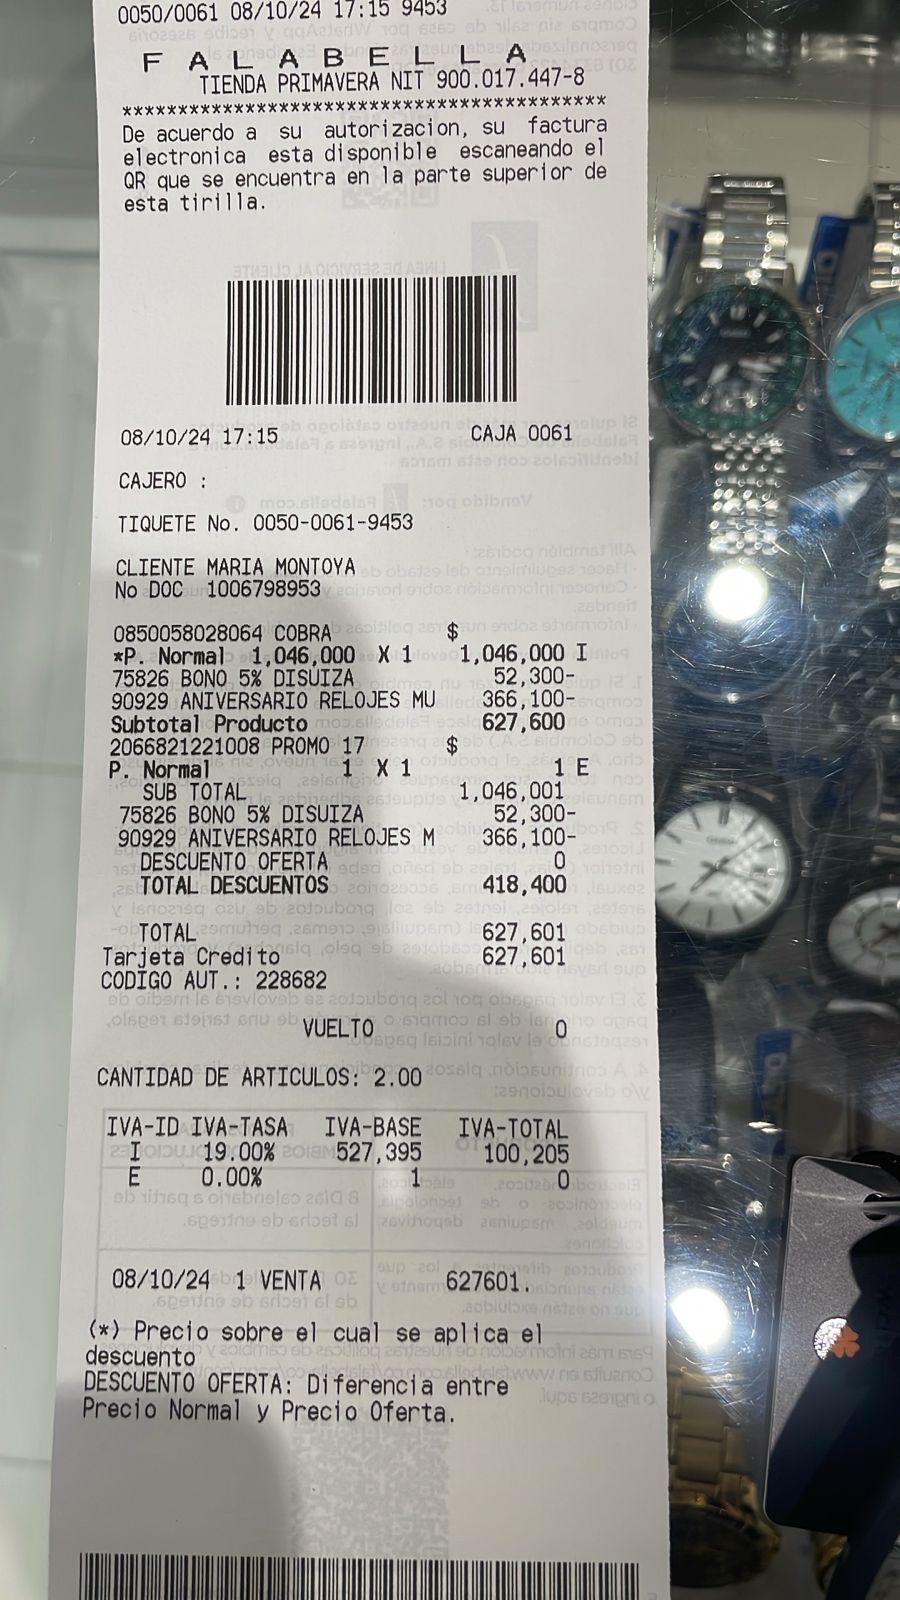 0050/0061 08/10/24 17:15 9453
F A L A B E L L A
TIENDA PRIMAVERA NIT 900.017.447-8
******************************************
De acuerdo a su autorizacion, su factura
electronica esta disponible escaneando el
QR que se encuentra en la parte superior de
esta tirilla.
08/10/24 17:15 CAJA 0061
CAJERO :
TIQUETE No. 0050-0061-9453
CLIENTE MARIA MONTOYA
No DOC 1006798953
0850058028064 COBRA $
*P. Normal 1,046,000 X 1 1,046,000 I
75826 BONO 5% DISUIZA 52,300-
90929 ANIVERSARIO RELOJES MU 366,100-
Subtotal Producto 627,600
2066821221008 PROMO 17 $
P. Normal 1 X 1 1 E
SUB TOTAL 1,046,001
75826 BONO 5% DISUIZA 52,300-
90929 ANIVERSARIO RELOJES M 366,100-
DESCUENTO OFERTA 0
TOTAL DESCUENTOS 418,400
TOTAL 627,601
Tarjeta Credito 627,601
CODIGO AUT.: 228682
VUELTO 0
CANTIDAD DE ARTICULOS: 2.00
IVA-ID IVA-TASA IVA-BASE IVA-TOTAL
I 19.00% 527,395 100,205
E 0.00% 1 0
08/10/24 1 VENTA 627601.
(*) Precio sobre el cual se aplica el
descuento
DESCUENTO OFERTA: Diferencia entre
Precio Normal y Precio Oferta.